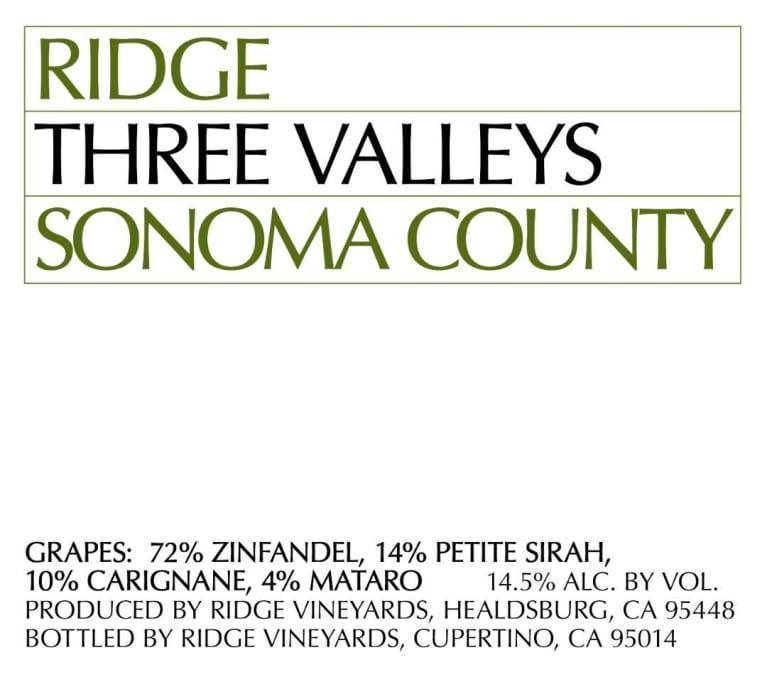 RIDGE
THREE VALLEYS
SONOMA COUNTY
GRAPES: 72% ZINFANDEL, 14% PETITE SIRAH,
10% CARIGNANE, 4% MATARO 14.5% ALC. BY VOL.
PRODUCED BY RIDGE VINEYARDS, HEALDSBURG, CA 95448
BOTTLED BY RIDGE VINEYARDS, CUPERTINO, CA 95014